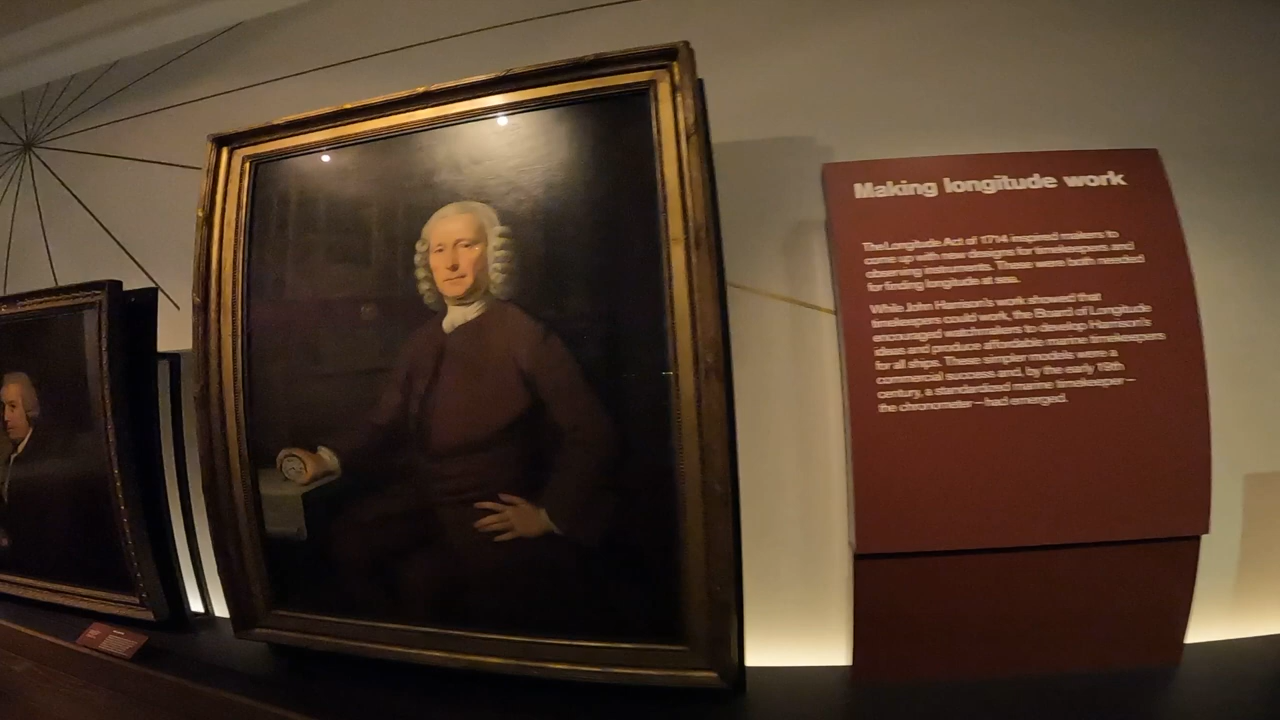 Making longitude work
The Longitude Act of 1714 inspired makers to
come up with new designs for timekeepers and
observing instruments. These were both needed
for finding longitude at sea.
While John Harrison's work showed that
timekeepers could work, the Board of Longitude
encouraged watchmakers to develop Harrison's
ideas and produce affordable marine timekeepers
for all ships. These simpler models were a
commercial success and, by the early 19th
century, a standardized marine timekeeper—
the chronometer—had emerged.